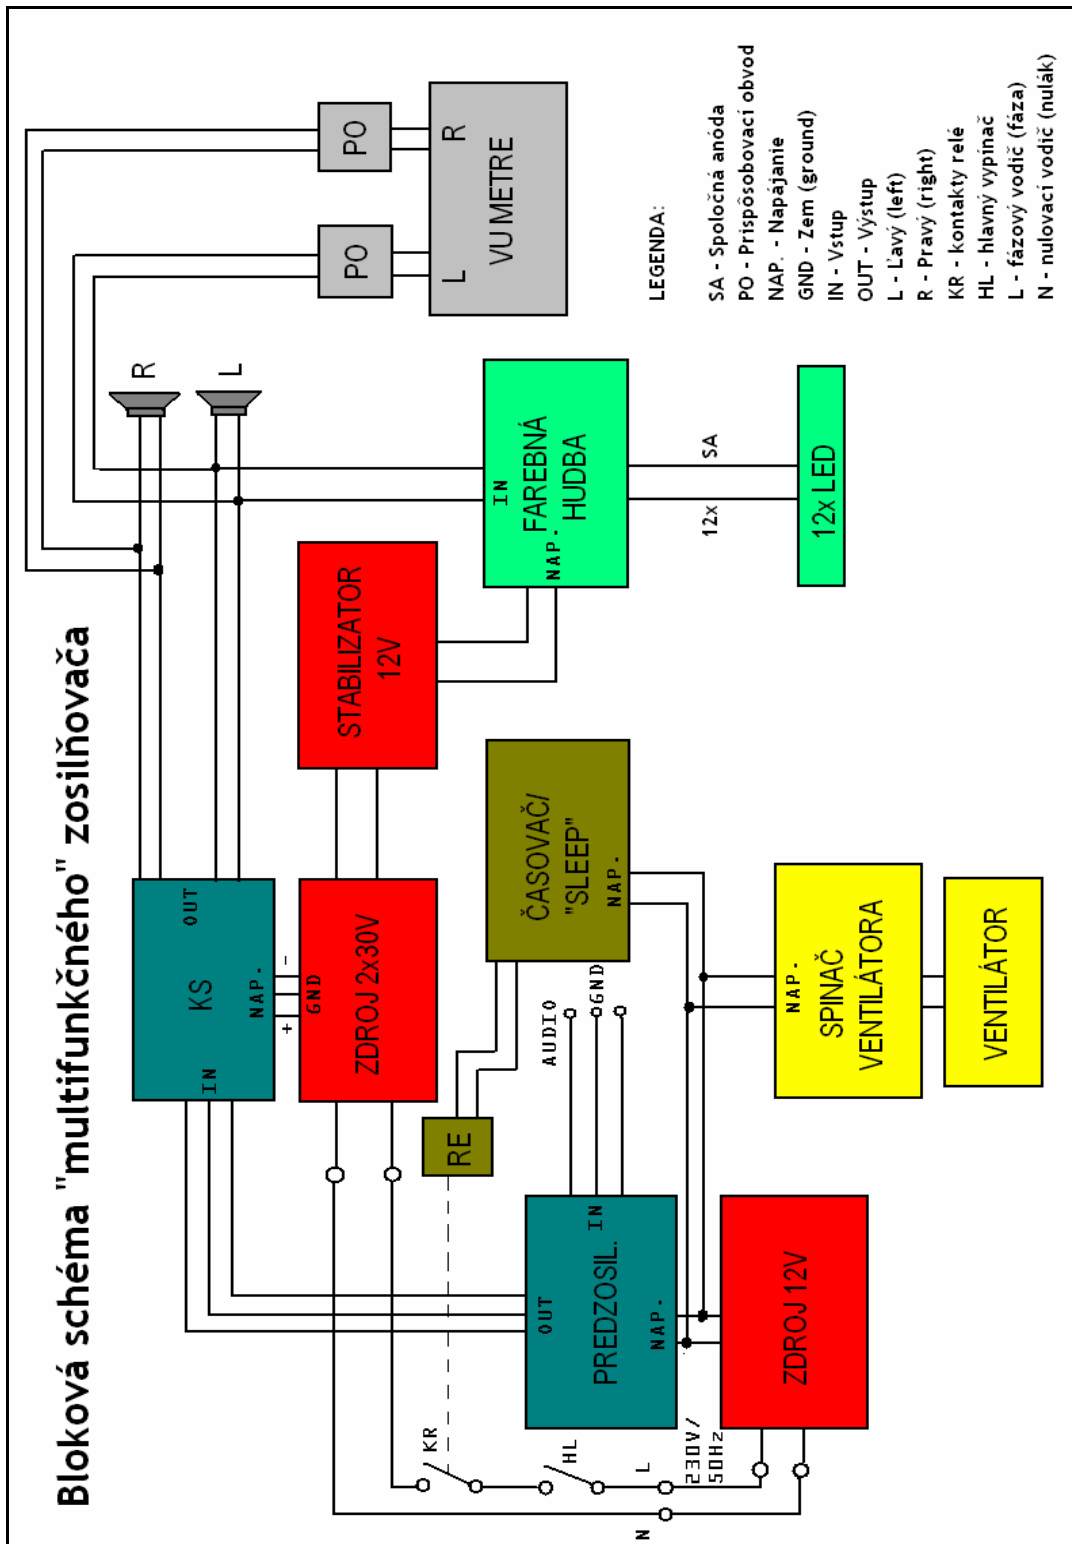 Bloková schéma "multifunkčného" zosilňovača
KS
IN
OUT
NAP.
+
-
GND
ZDROJ 2x30V
STABILIZATOR
12V
R
L
PO
PO
L
R
VU METRE
IN
FAREBNÁ
HUDBA
NAP.
12x
SA
12x LED
RE
ČASOVAČ/
"SLEEP"
NAP.
AUDIO
GND
OUT
PREDZOSIL.
IN
NAP.
KR
HL
L
N
230V/
50Hz
ZDROJ 12V
NAP.
SPINAČ
VENTILÁTORA
VENTILÁTOR
LEGENDA:
SA - Spoločná anóda
PO - Prispôsobovací obvod
NAP. - Napájanie
GND - Zem (ground)
IN - Vstup
OUT - Výstup
L - Ľavý (left)
R - Pravý (right)
KR - kontakty relé
HL - hlavný vypínač
L - fázový vodič (fáza)
N - nulovací vodič (nulák)